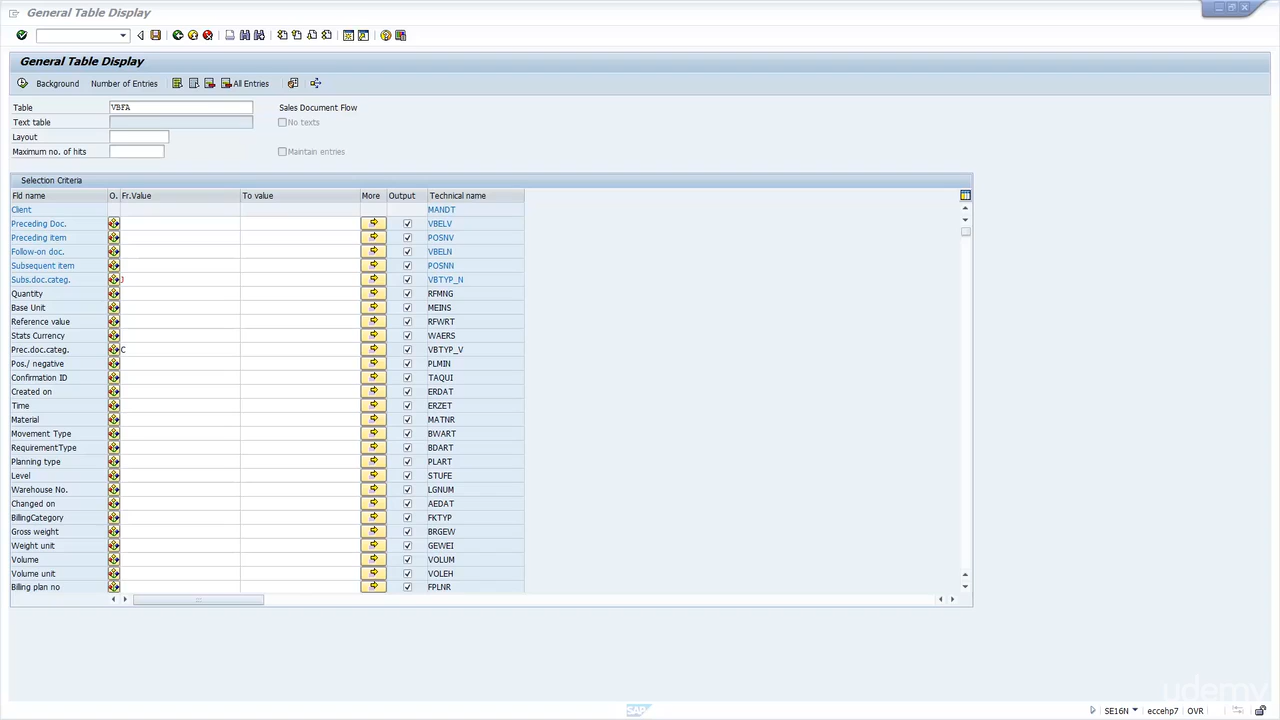 General Table Display
General Table Display
Background Number of Entries All Entries
Table VBFA Sales Document Flow
Text table No texts
Layout
Maximum no. of hits Maintain entries
Selection Criteria
Fld name O. Fr.Value To value More Output Technical name
Client MANDT
Preceding Doc. VBELV
Preceding item POSNV
Follow-on doc. VBELN
Subsequent item POSNN
Subs.doc.categ. J VBTYP_N
Quantity RFMNG
Base Unit MEINS
Reference value RFWRT
Stats Currency WAERS
Prec.doc.categ. C VBTYP_V
Pos./ negative PLMIN
Confirmation ID TAQUI
Created on ERDAT
Time ERZET
Material MATNR
Movement Type BWART
RequirementType BDART
Planning type PLART
Level STUFE
Warehouse No. LGNUM
Changed on AEDAT
BillingCategory FKTYP
Gross weight BRGEW
Weight unit GEWEI
Volume VOLUM
Volume unit VOLEH
Billing plan no FPLNR
udemy
SAP SE16N eccehp7 OVR